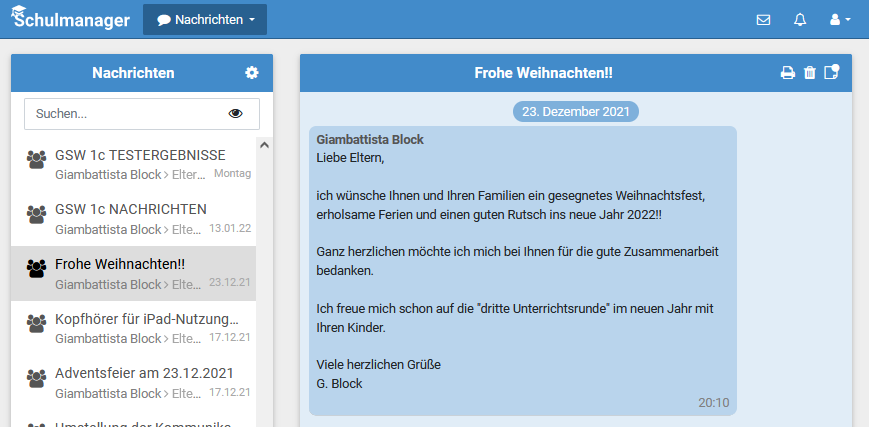 Schulmanager
Nachrichten
Nachrichten
Suchen...
GSW 1c TESTERGEBNISSE
Giambattista Block > Elter... Montag
GSW 1c NACHRICHTEN
Giambattista Block > Elte... 13.01.22
Frohe Weihnachten!!
Giambattista Block > Elte... 23.12.21
Kopfhörer für iPad-Nutzung...
Giambattista Block > Elte... 17.12.21
Adventsfeier am 23.12.2021
Giambattista Block > Elte... 17.12.21
Umstellung der Kommunika...
Frohe Weihnachten!!
23. Dezember 2021
Giambattista Block
Liebe Eltern,
ich wünsche Ihnen und Ihren Familien ein gesegnetes Weihnachtsfest,
erholsame Ferien und einen guten Rutsch ins neue Jahr 2022!!
Ganz herzlichen möchte ich mich bei Ihnen für die gute Zusammenarbeit
bedanken.
Ich freue mich schon auf die "dritte Unterrichtsrunde" im neuen Jahr mit
Ihren Kinder.
Viele herzlichen Grüße
G. Block
20:10